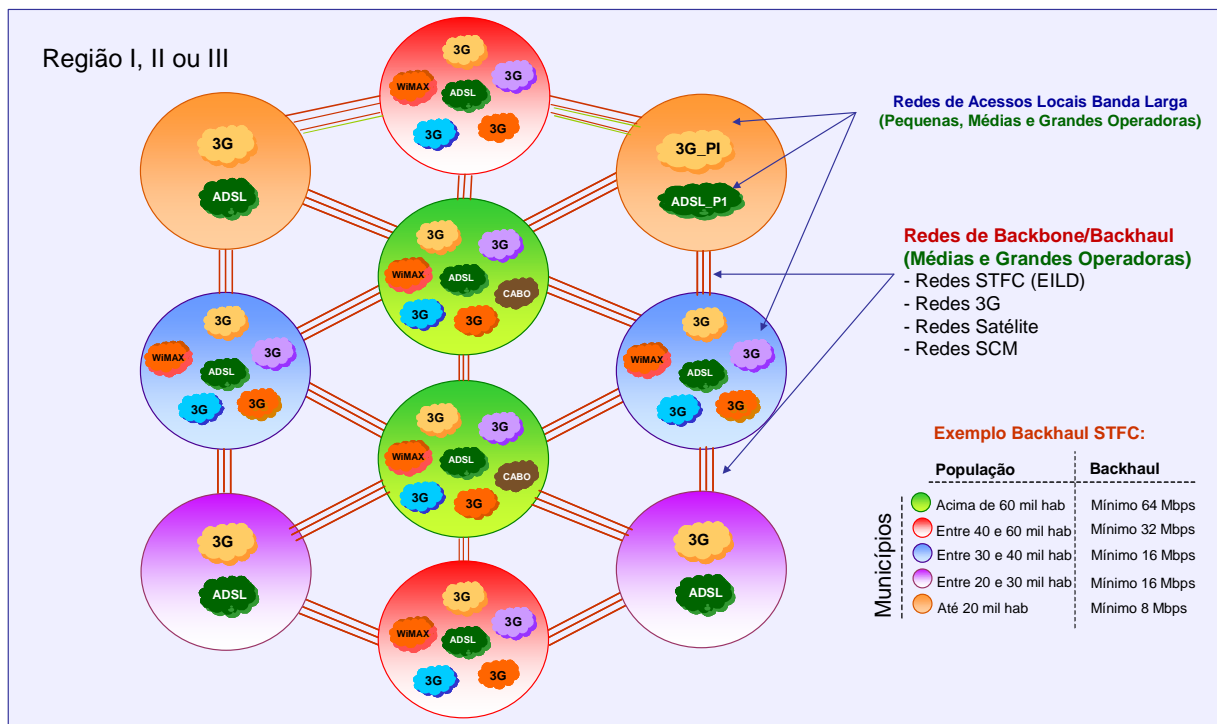 Região I, II ou III
3G
WiMAX
ADSL
3G
3G
3G
3G
ADSL
3G_PI
ADSL_P1
3G
3G
WiMAX
ADSL
CABO
3G
3G
3G
WiMAX
3G
ADSL
3G
3G
3G
WiMAX
3G
ADSL
3G
3G
3G
3G
WiMAX
ADSL
CABO
3G
3G
3G
ADSL
3G
ADSL
3G
WiMAX
3G
ADSL
3G
3G
Redes de Acessos Locais Banda Larga
(Pequenas, Médias e Grandes Operadoras)
Redes de Backbone/Backhaul
(Médias e Grandes Operadoras)
- Redes STFC (EILD)
- Redes 3G
- Redes Satélite
- Redes SCM
Exemplo Backhaul STFC:
População Backhaul
Municípios
Acima de 60 mil hab Mínimo 64 Mbps
Entre 40 e 60 mil hab Mínimo 32 Mbps
Entre 30 e 40 mil hab Mínimo 16 Mbps
Entre 20 e 30 mil hab Mínimo 16 Mbps
Até 20 mil hab Mínimo 8 Mbps